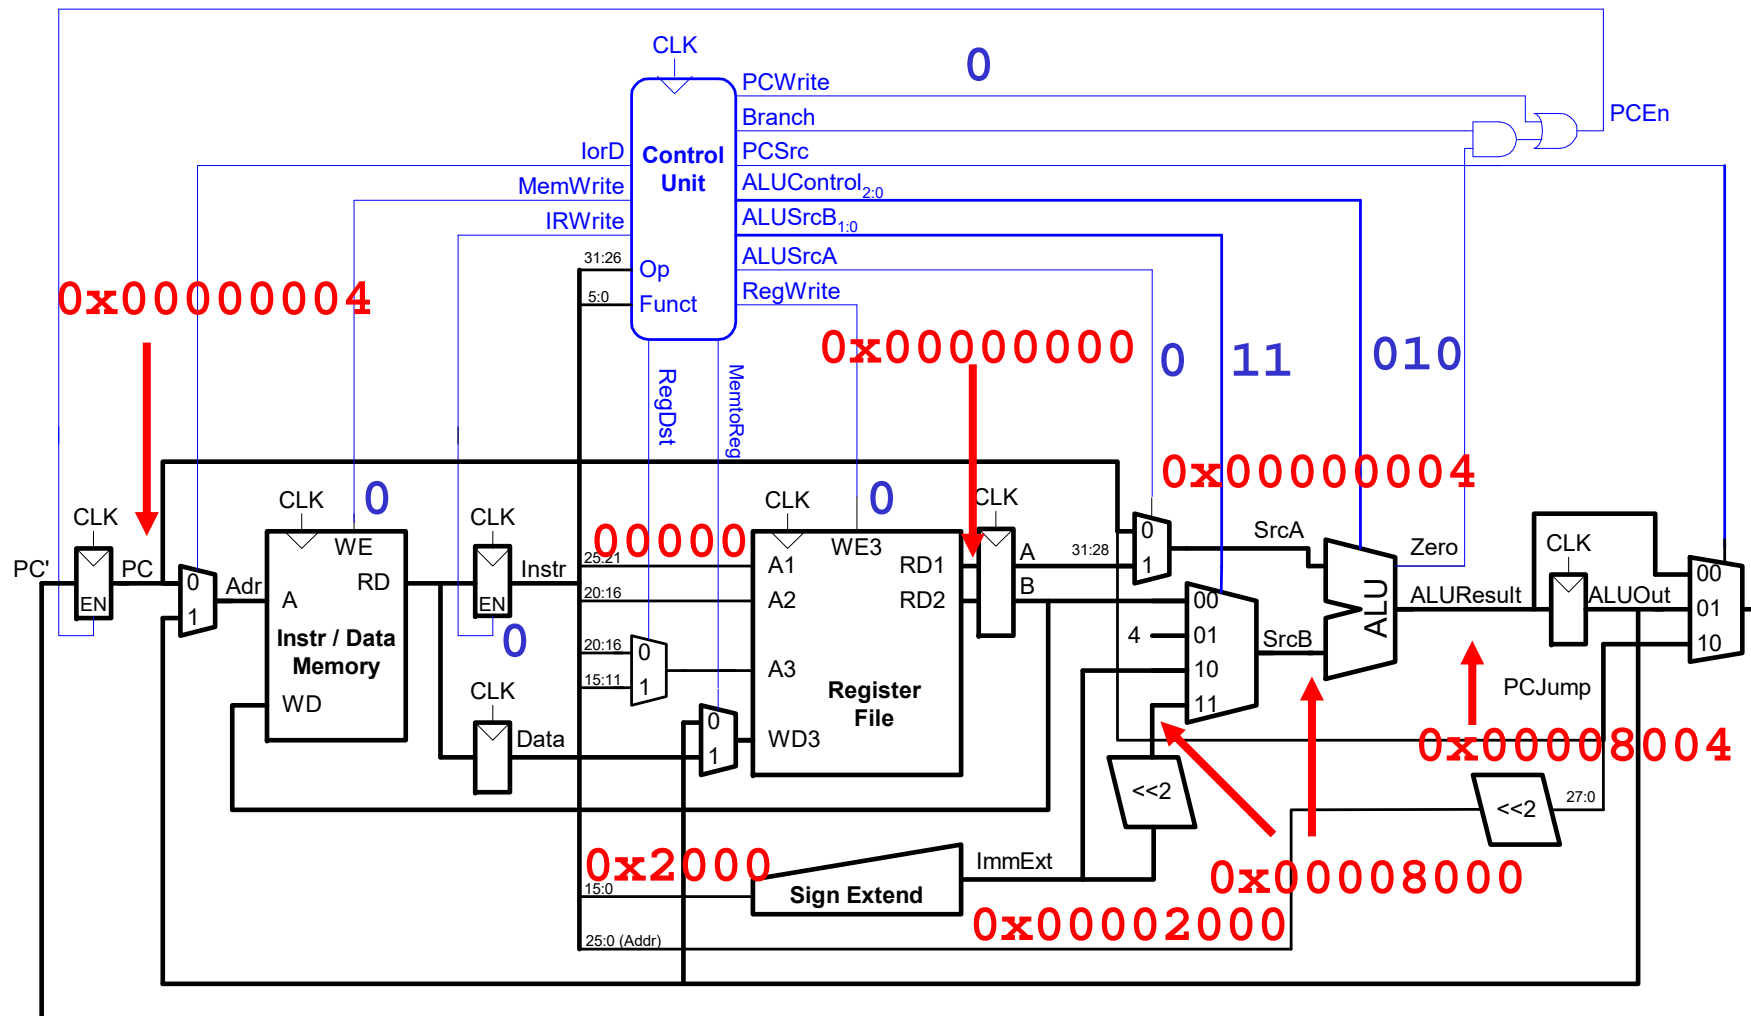 CLK
0
PCWrite
Branch
PCEn
IorD
Control
Unit
PCSrc
MemWrite
ALUControl2:0
IRWrite
ALUSrcB1:0
31:26
Op
ALUSrcA
5:0
Funct
RegWrite
0x00000004
0x00000000
0
11
010
RegDst
MemtoReg
0x00000004
CLK
0
CLK
CLK
0
CLK
CLK
00000
0
SrcA
Zero
CLK
WE
WE3
31:28
PC'
PC
0
Adr
RD
Instr
25:21
A1
RD1
A
1
00
EN
A
EN
20:16
A2
RD2
B
00
ALU
ALUResult
ALUOut
01
1
Instr / Data
Memory
0
20:16
0
A3
4
01
SrcB
10
10
15:11
1
Register
File
PCJump
WD
CLK
0
WD3
11
Data
1
0x00008004
<<2
<<2
27:0
0x2000
ImmExt
0x00008000
15:0
Sign Extend
0x00002000
25:0 (Addr)